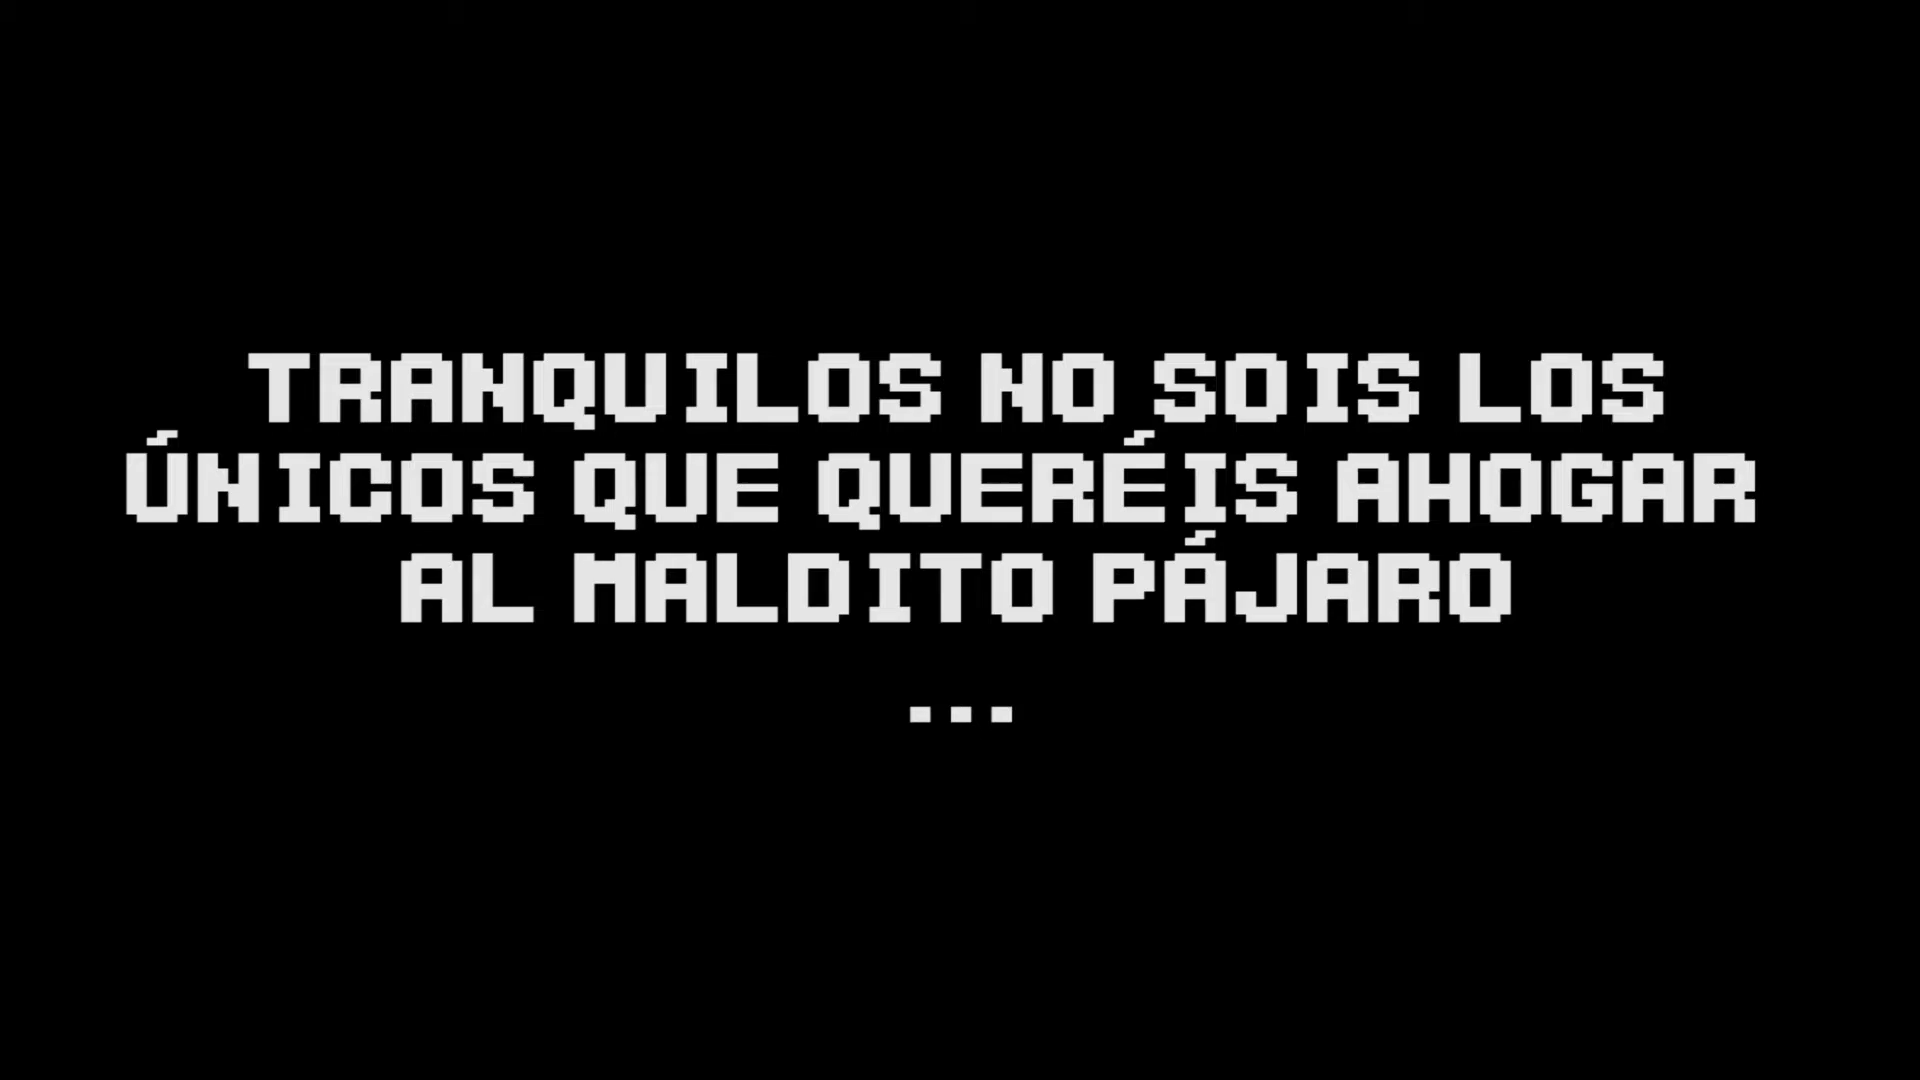 TRANQUILOS NO SOIS LOS
ÚNICOS QUE QUERÉIS AHOGAR
AL MALDITO PÁJARO
...